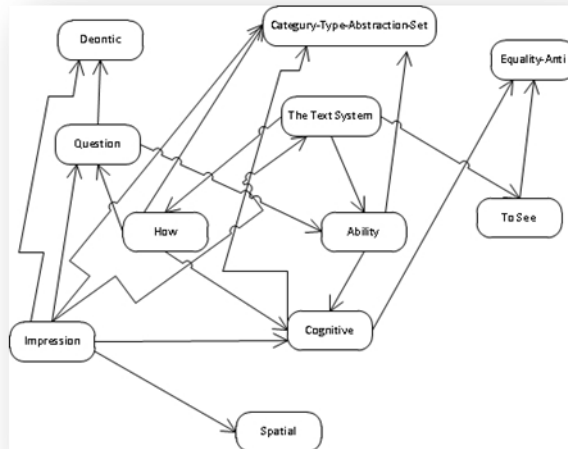 Category-Type-Abstraction-Set
Deontic
Equality-Anti
The Text System
Question
To See
How
Ability
Cognitive
Impression
Spatial